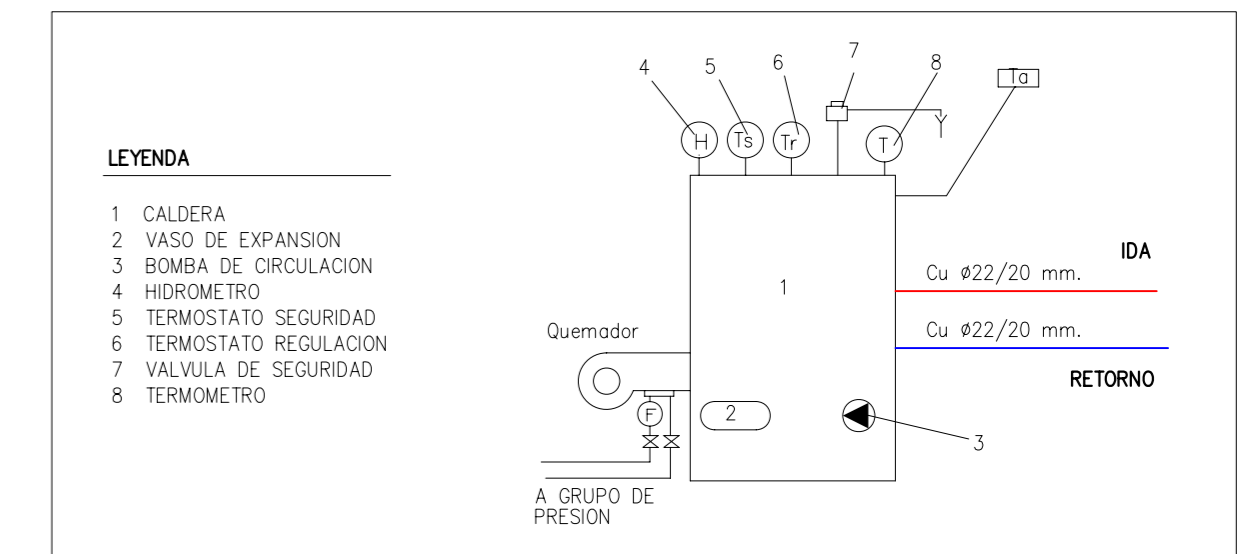 4 5 6 7 8
Ta
H Ts Tr T
LEYENDA
1 CALDERA
2 VASO DE EXPANSION
3 BOMBA DE CIRCULACION
4 HIDROMETRO
5 TERMOSTATO SEGURIDAD
6 TERMOSTATO REGULACION
7 VALVULA DE SEGURIDAD
8 TERMOMETRO
IDA
Cu ø22/20 mm.
1
Quemador
Cu ø22/20 mm.
RETORNO
F
2
3
A GRUPO DE
PRESION